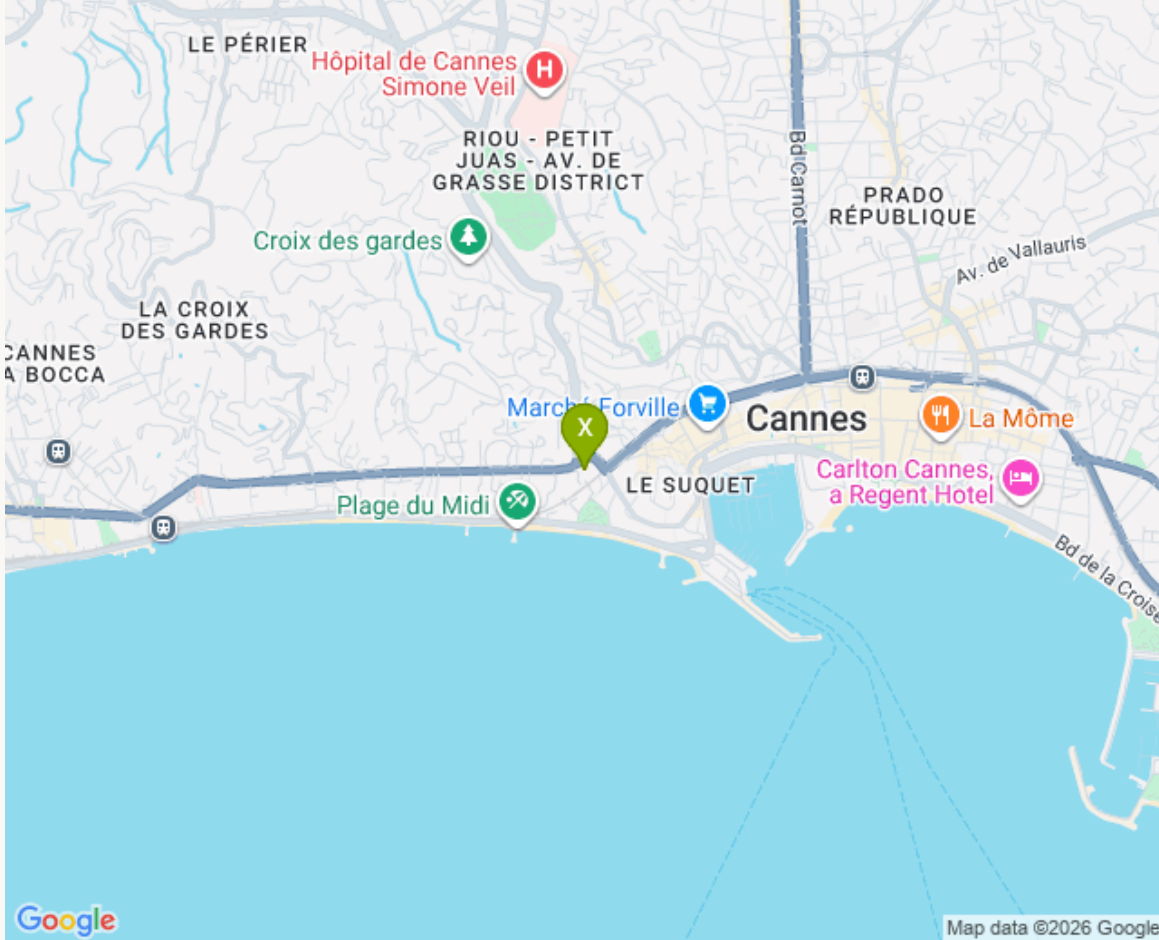 LE PÉRIER
Hôpital de Cannes
Simone Veil
H
RIOU - PETIT
JUAS - AV. DE
GRASSE DISTRICT
Bd Carnot
PRADO
RÉPUBLIQUE
Croix des gardes
Av. de Vallauris
LA CROIX
DES GARDES
CANNES
A BOCCA
Marché Forville
X
Cannes
La Môme
Plage du Midi
LE SUQUET
Carlton Cannes,
a Regent Hotel
Bd de la Croise
Google
Map data ©2026 Google